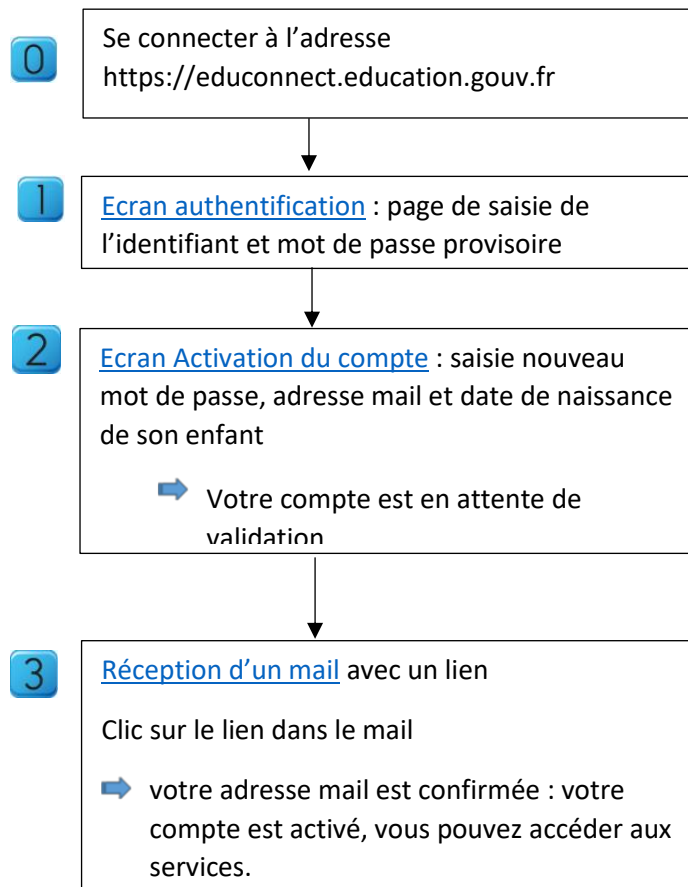 0
Se connecter à l’adresse
https://educonnect.education.gouv.fr
1
Ecran authentification : page de saisie de
l’identifiant et mot de passe provisoire
2
Ecran Activation du compte : saisie nouveau
mot de passe, adresse mail et date de naissance
de son enfant
Votre compte est en attente de
validation
3
Réception d’un mail avec un lien
Clic sur le lien dans le mail
votre adresse mail est confirmée : votre
compte est activé, vous pouvez accéder aux
services.